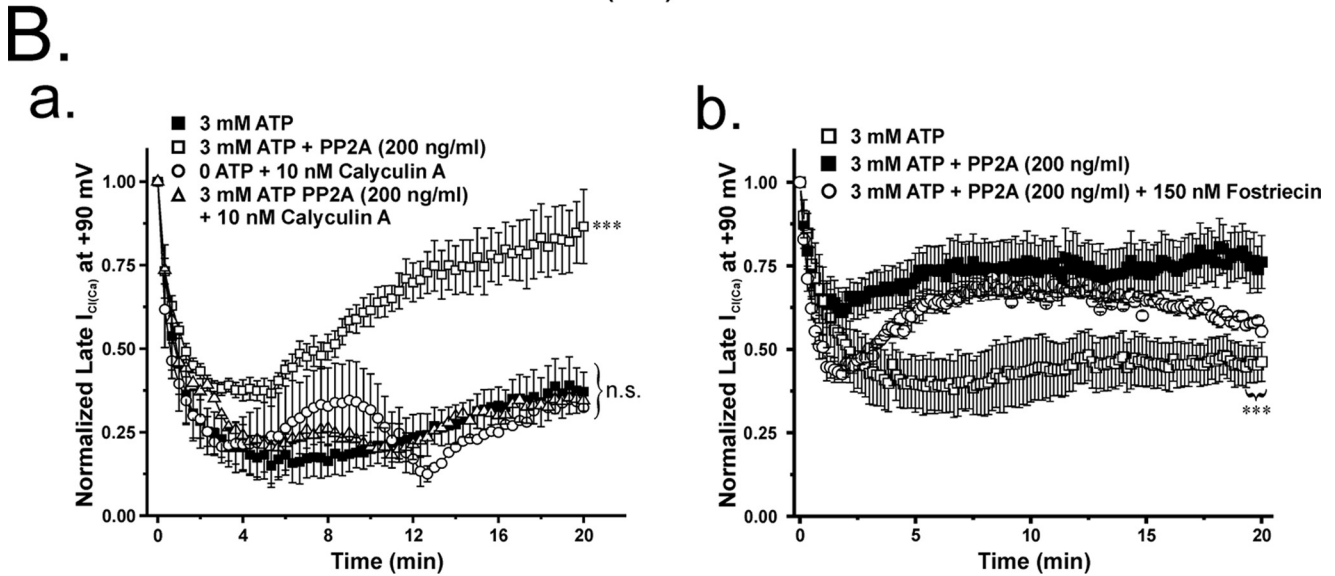 B.
a.
3 mM ATP
3 mM ATP + PP2A (200 ng/ml)
0 ATP + 10 nM Calyculin A
3 mM ATP PP2A (200 ng/ml)
+ 10 nM Calyculin A
Normalized Late I_Cl(Ca) at +90 mV
1.00
0.75
0.50
0.25
0.00
***
n.s.
0
4
8
12
16
20
Time (min)
b.
3 mM ATP
3 mM ATP + PP2A (200 ng/ml)
3 mM ATP + PP2A (200 ng/ml) + 150 nM Fostriecin
Normalized Late I_Cl(Ca) at +90 mV
1.00
0.75
0.50
0.25
0.00
***
0
5
10
15
20
Time (min)